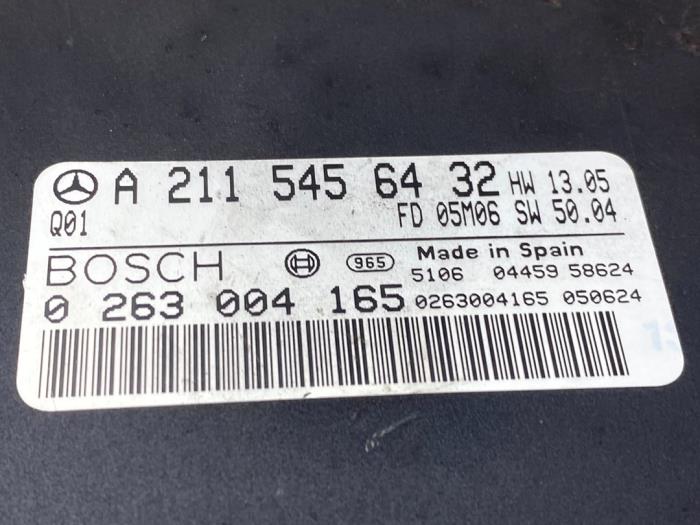 A 211 545 64 32 HW 13.05
Q01 FD 05M06 SW 50.04
BOSCH 965 Made in Spain
5106 04459 58624
0 263 004 165 0263004165 050624